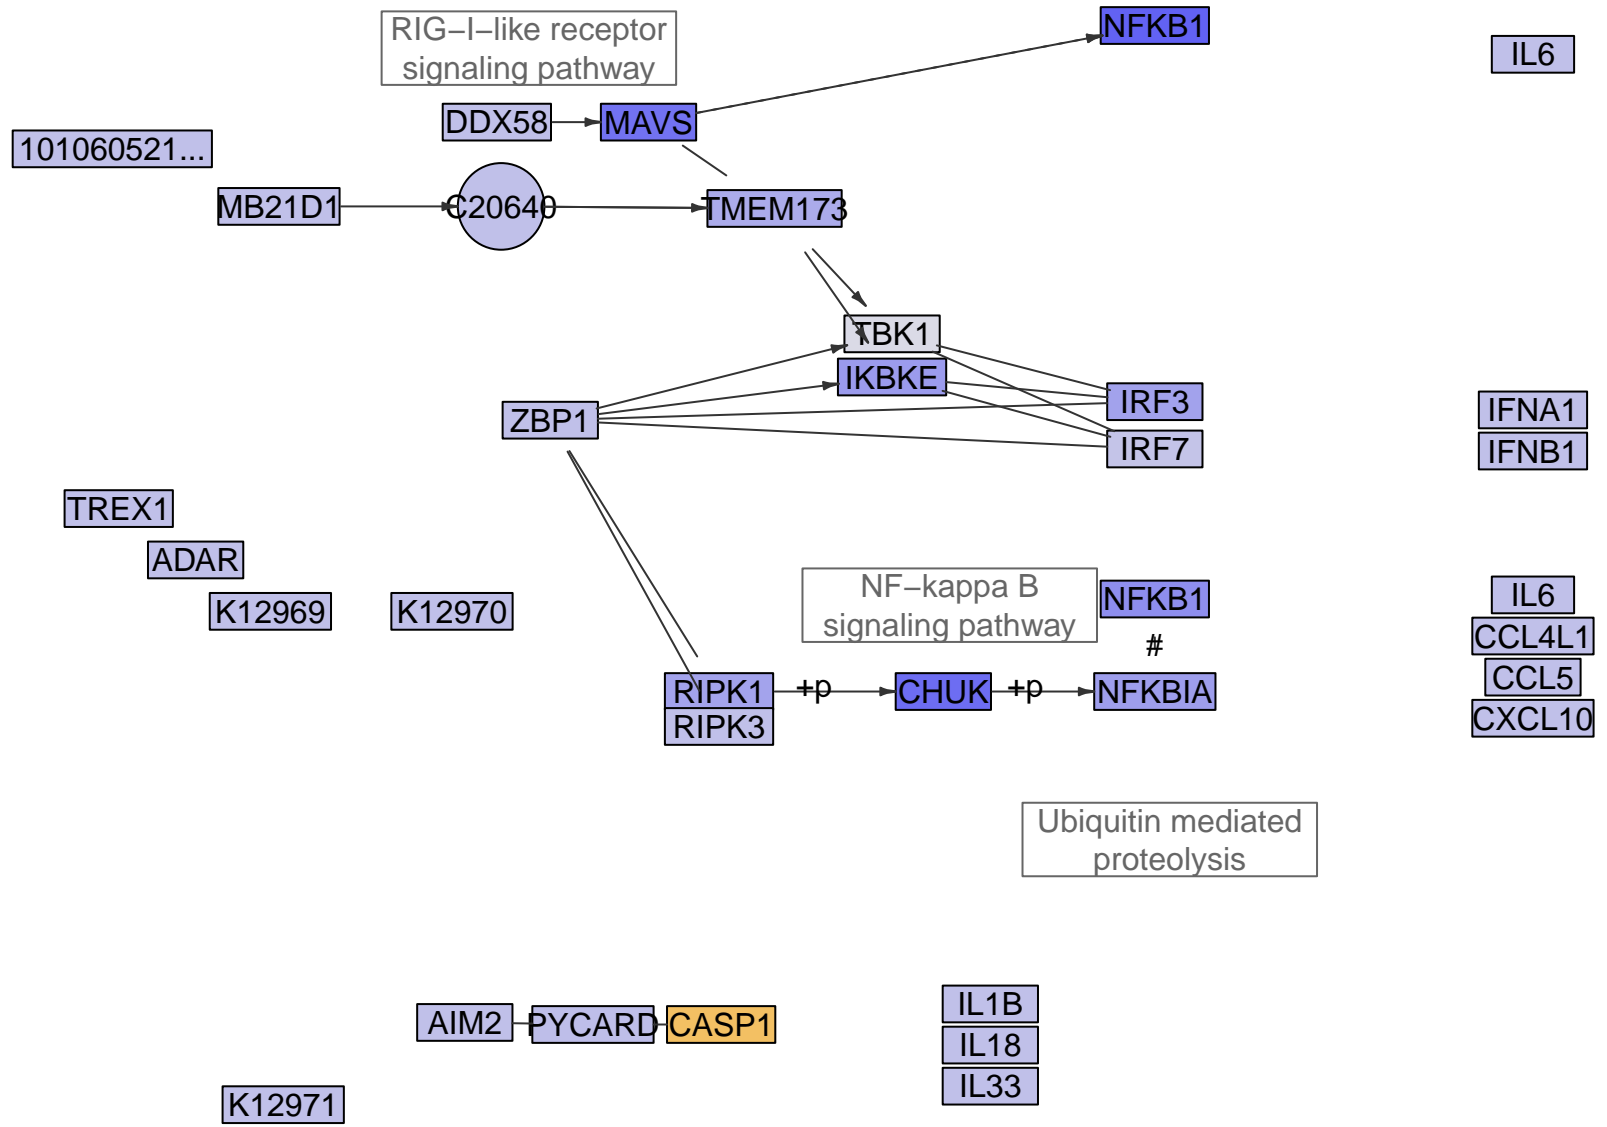 RIG−I−like receptor
signaling pathway
NFKB1
IL6
DDX58
MAVS
101060521...
MB21D1
C20640
TMEM173
TBK1
IKBKE
ZBP1
IRF3
IRF7
IFNA1
IFNB1
TREX1
ADAR
K12969
K12970
NF−kappa B
signaling pathway
NFKB1
#
IL6
CCL4L1
CCL5
CXCL10
RIPK1
+p
CHUK
+p
NFKBIA
RIPK3
Ubiquitin mediated
proteolysis
AIM2
PYCARD
CASP1
IL1B
IL18
IL33
K12971